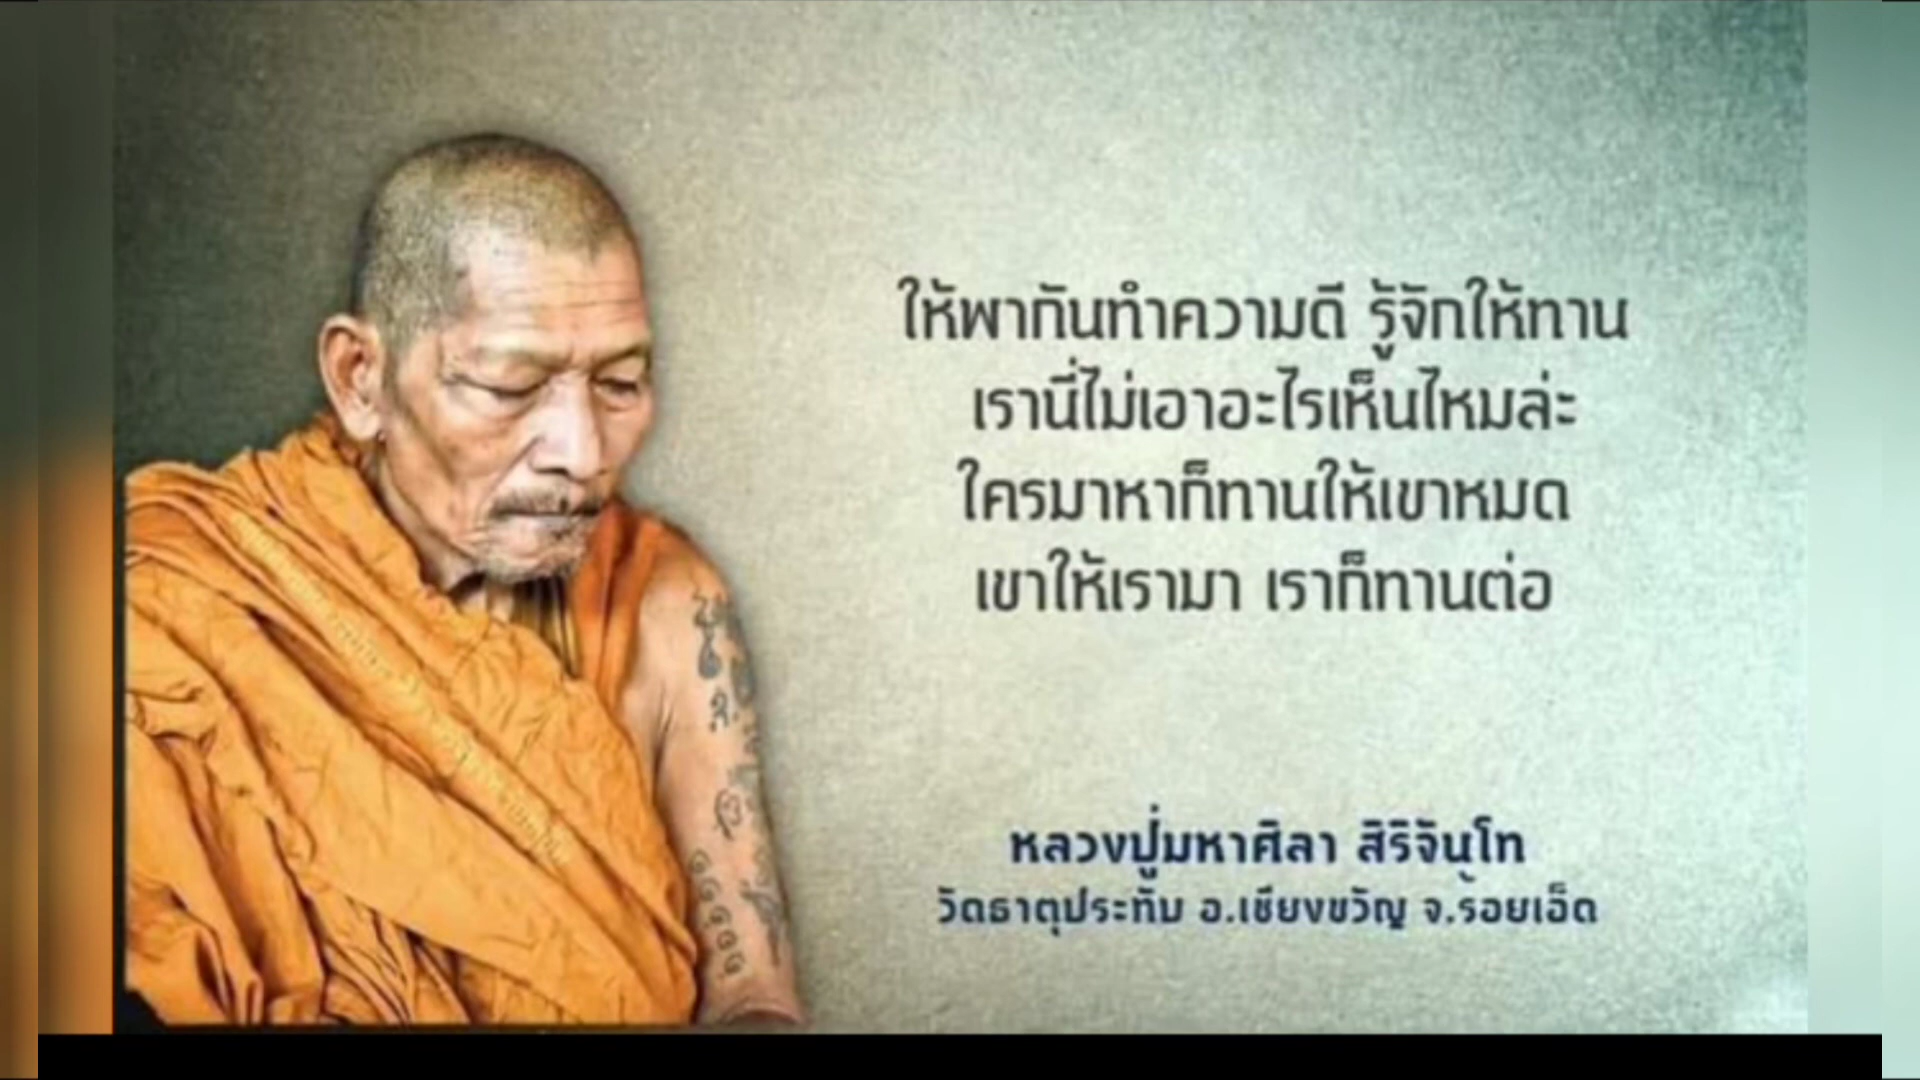 ให้พากันทำความดี รู้จักให้ทาน
เรานี่ไม่เอาอะไรเห็นไหมล่ะ
ใครมาหาก็ทานให้เขาหมด
เขาให้เรามา เราก็ทานต่อ
หลวงปู่มหาศิลา สิริจันฺโท
วัดธาตุประทับ อ.เชียงขวัญ จ.ร้อยเอ็ด